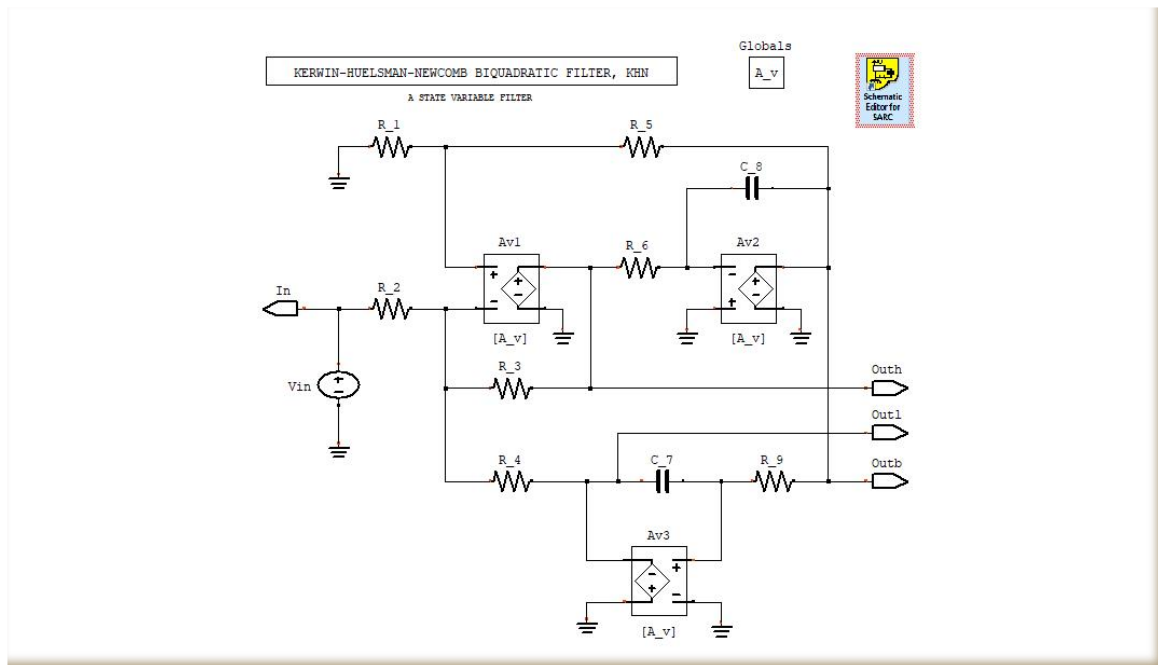 Globals
KERWIN-HUELSMAN-NEWCOMB BIQUADRATIC FILTER, KHN
A_v
A STATE VARIABLE FILTER
Schematic
Editor for
SARC
R_1
R_5
C_8
Av1
R_6
Av2
+
-
+
-
-
+
+
-
In
R_2
[A_v]
[A_v]
Vin
+
-
R_3
Outh
Outl
R_4
C_7
R_9
Outb
Av3
-
+
+
-
[A_v]